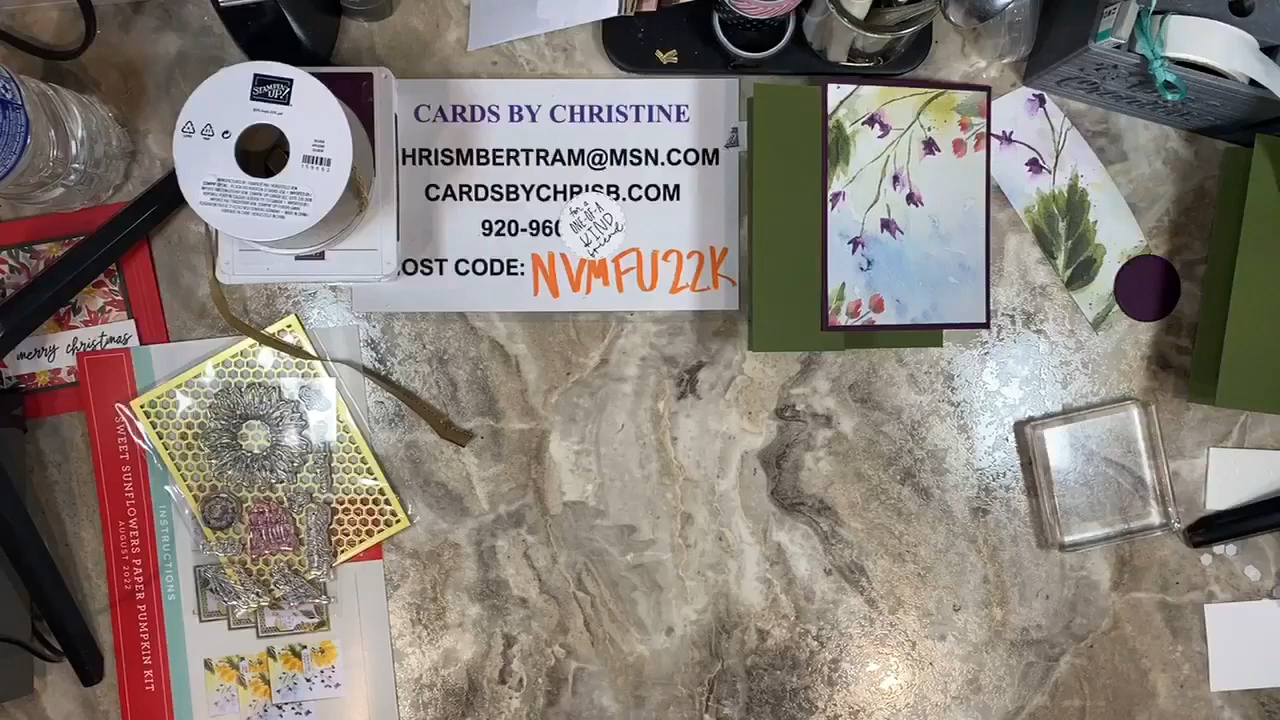 STAMPIN' UP!
CARDS BY CHRISTINE
HRISMBERTRAM@MSN.COM
CARDSBYCHRISB.COM
920-960
for a
ONE-OF-A
KIND
OST CODE: NVMFU22K
merry christmas
SWEET SUNFLOWERS PAPER PUMPKIN KIT
AUGUST 2022
INSTRUCTIONS